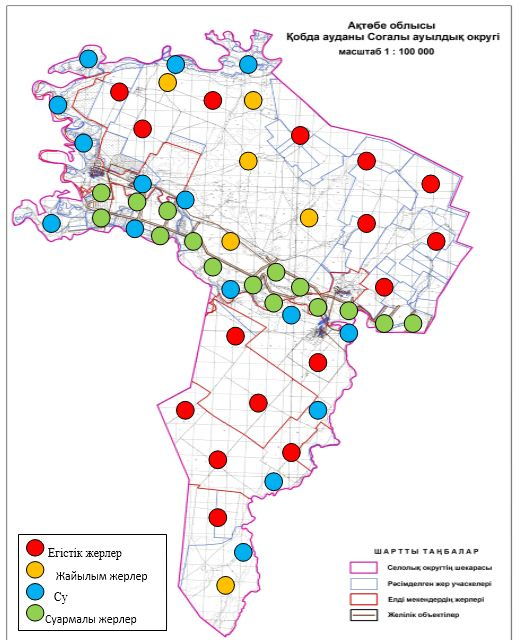 Ақтөбе облысы
Қобда ауданы Соғалы ауылдық округі
масштаб 1 : 100 000
Егістік жерлер
Жайылым жерлер
Су
Суармалы жерлер
ШАРТТЫ ТАҢБАЛАР
Селолық округтің шекарасы
Рәсімделген жер учаскелері
Елді мекендердің жерлері
Желілік объектілер